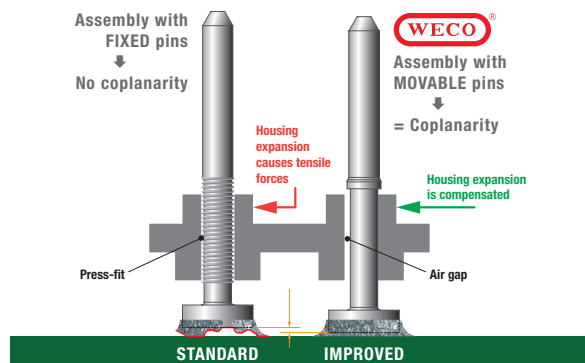 Assembly with
FIXED pins
No coplanarity
WECO®
Assembly with
MOVABLE pins
= Coplanarity
Housing
expansion
causes tensile
forces
Housing expansion
is compensated
Press-fit
Air gap
STANDARD
IMPROVED